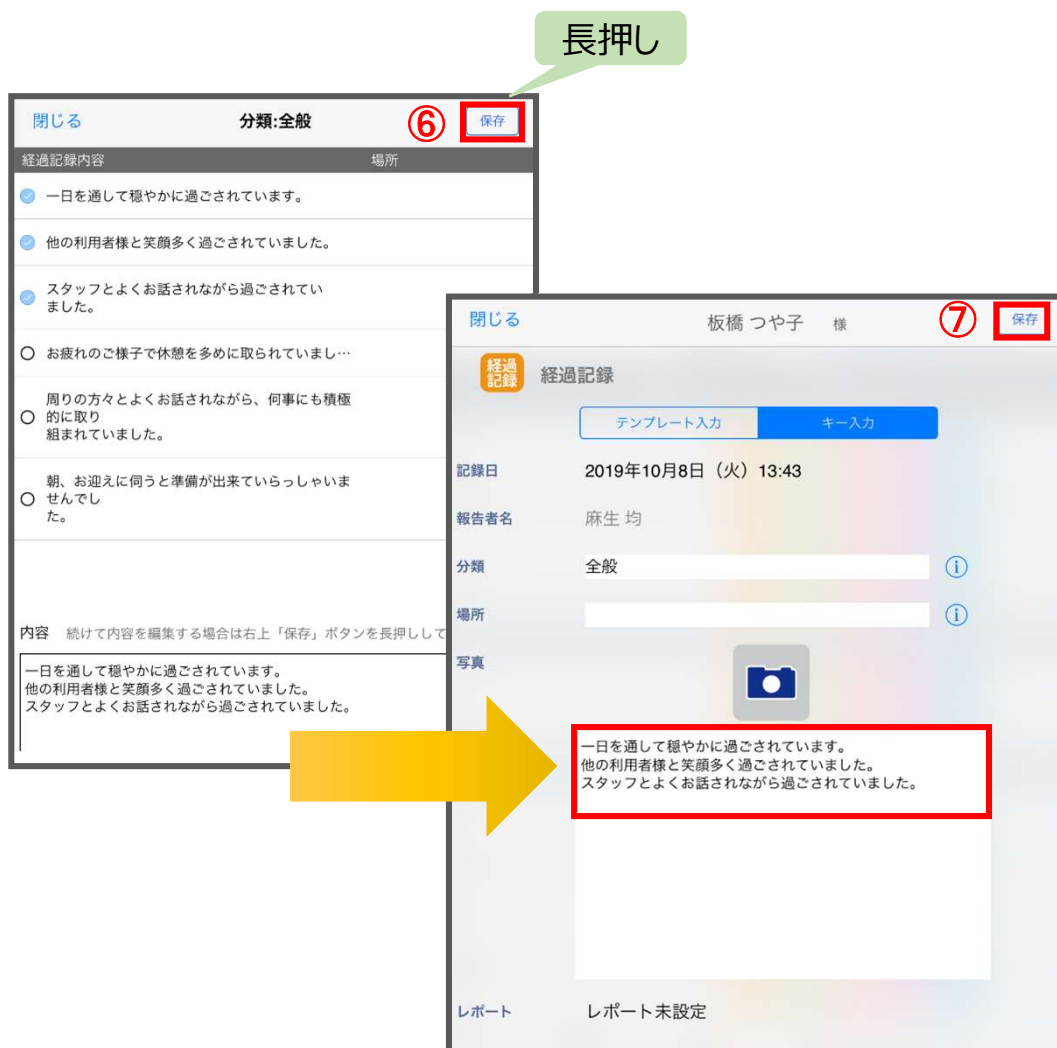 長押し
閉じる 分類:全般 ⑥ 保存
経過記録内容 場所
一日を通して穏やかに過ごされています。
他の利用者様と笑顔多く過ごされていました。
スタッフとよくお話されながら過ごされてい
ました。
お疲れのご様子で休憩を多めに取られていまし…
周りの方々とよくお話されながら、何事にも積極
的に取り
組まれていました。
朝、お迎えに伺うと準備が出来ていらっしゃいま
せんでし
た。
内容 続けて内容を編集する場合は右上「保存」ボタンを長押しして
一日を通して穏やかに過ごされています。
他の利用者様と笑顔多く過ごされていました。
スタッフとよくお話されながら過ごされていました。
閉じる 板橋 つや子 様 ⑦ 保存
経過
記録 経過記録
テンプレート入力 キー入力
記録日 2019年10月8日（火）13:43
報告者名 麻生 均
分類 全般
場所
写真
一日を通して穏やかに過ごされています。
他の利用者様と笑顔多く過ごされていました。
スタッフとよくお話されながら過ごされていました。
レポート レポート未設定